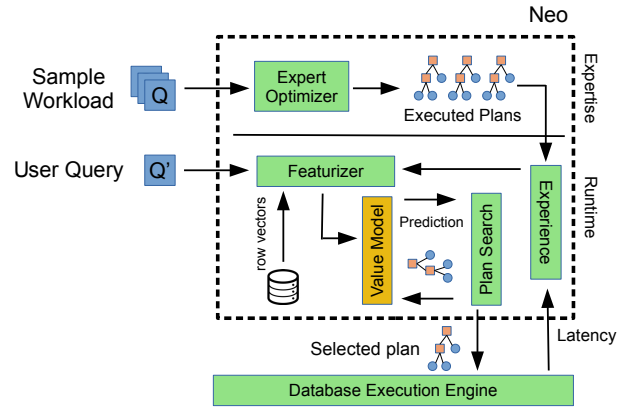 Neo
Sample
Workload
Q
Expert
Optimizer
Executed Plans
Expertise
User Query
Q'
Featurizer
row vectors
Value Model
Prediction
Plan Search
Experience
Runtime
Selected plan
Latency
Database Execution Engine